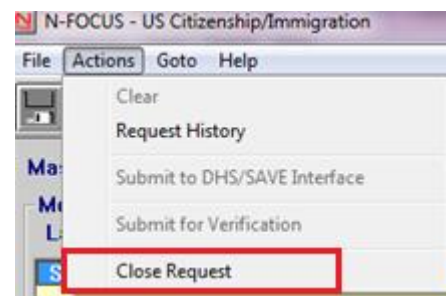 N-FOCUS - US Citizenship/Immigration
File Actions Goto Help
Clear
Request History
Submit to DHS/SAVE Interface
Submit for Verification
Close Request